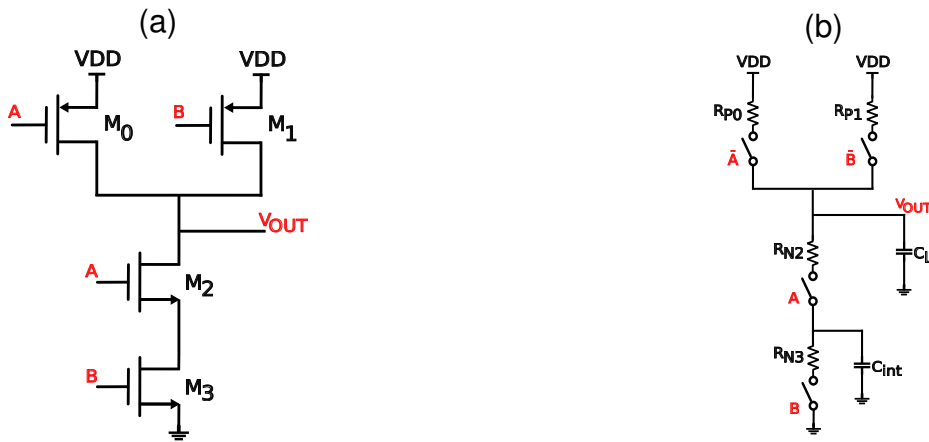 (a)
VDD VDD
A M0 B M1
VOUT
A M2
B M3
(b)
VDD VDD
RP0 RP1
Ā B̄
VOUT
RN2 CL
A
RN3 Cint
B